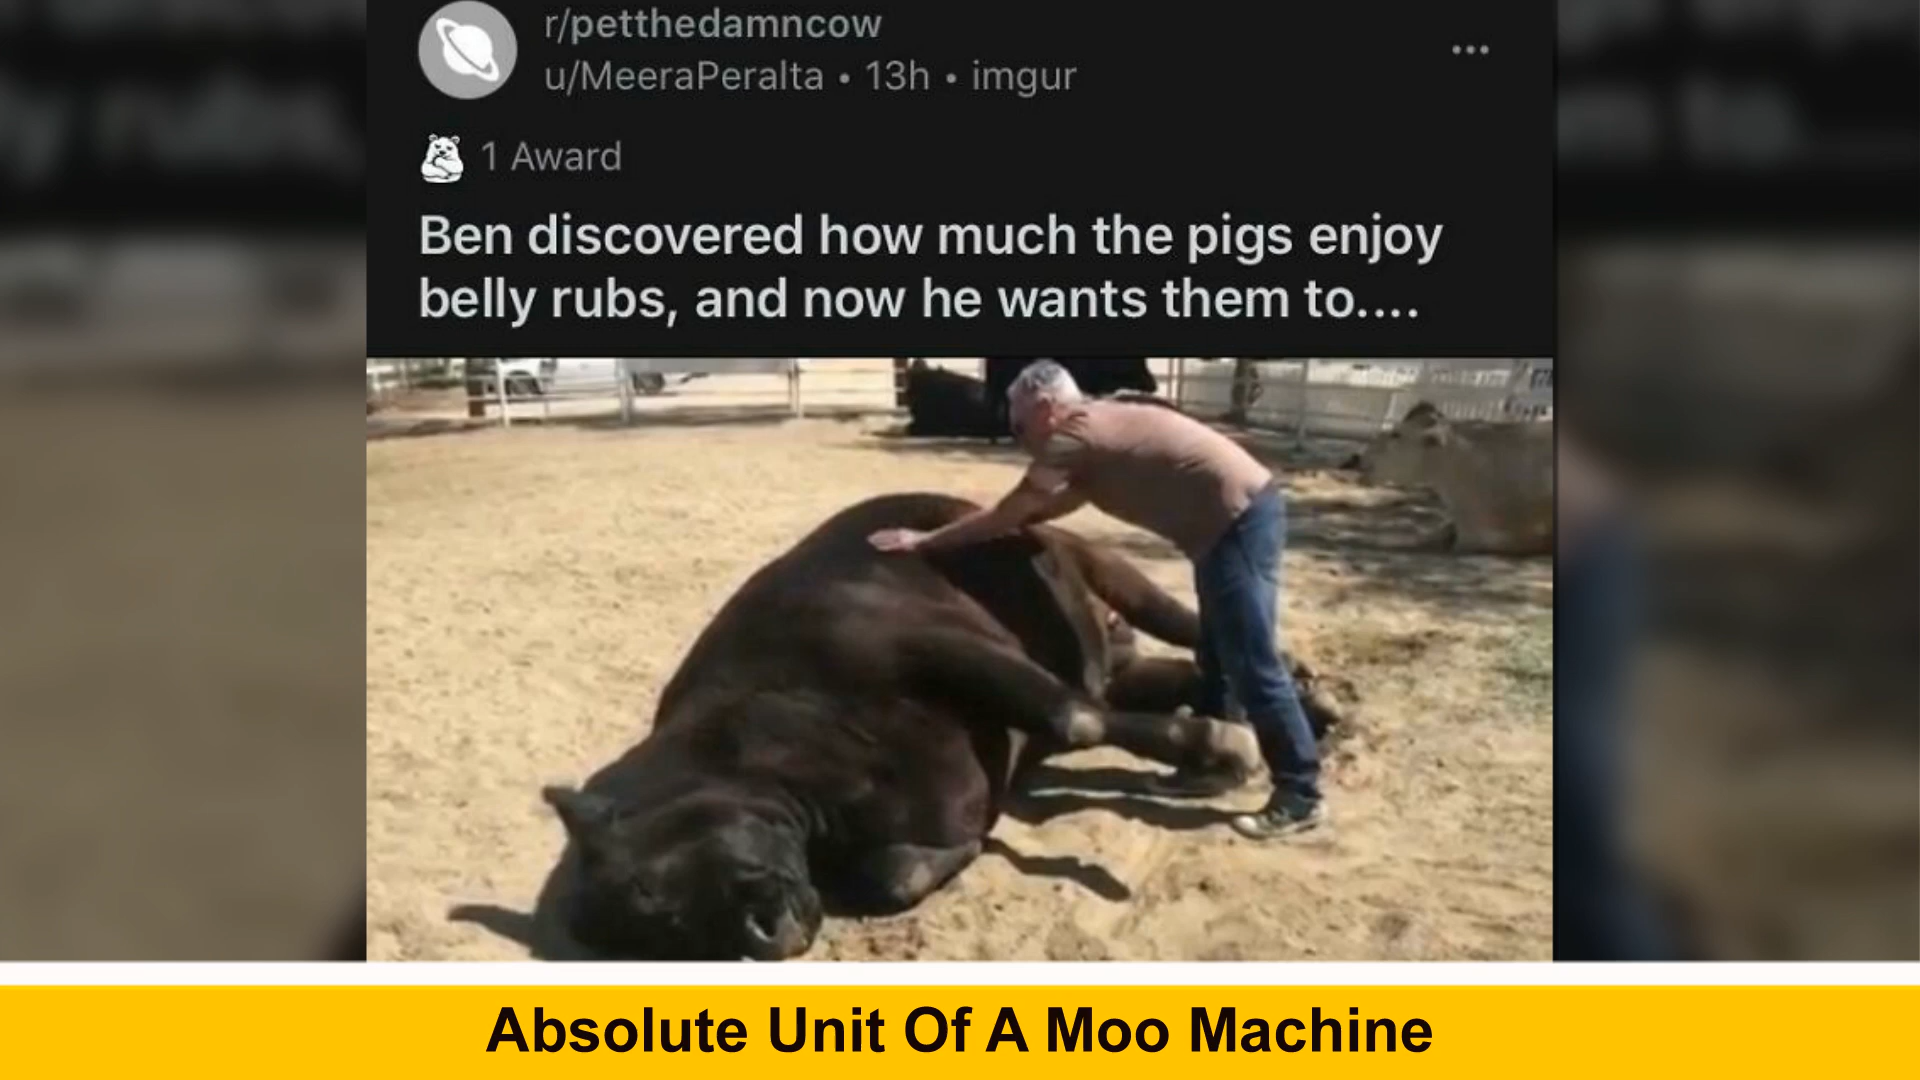 r/petthedamncow
u/MeeraPeralta • 13h • imgur
1 Award
Ben discovered how much the pigs enjoy
belly rubs, and now he wants them to....
Absolute Unit Of A Moo Machine